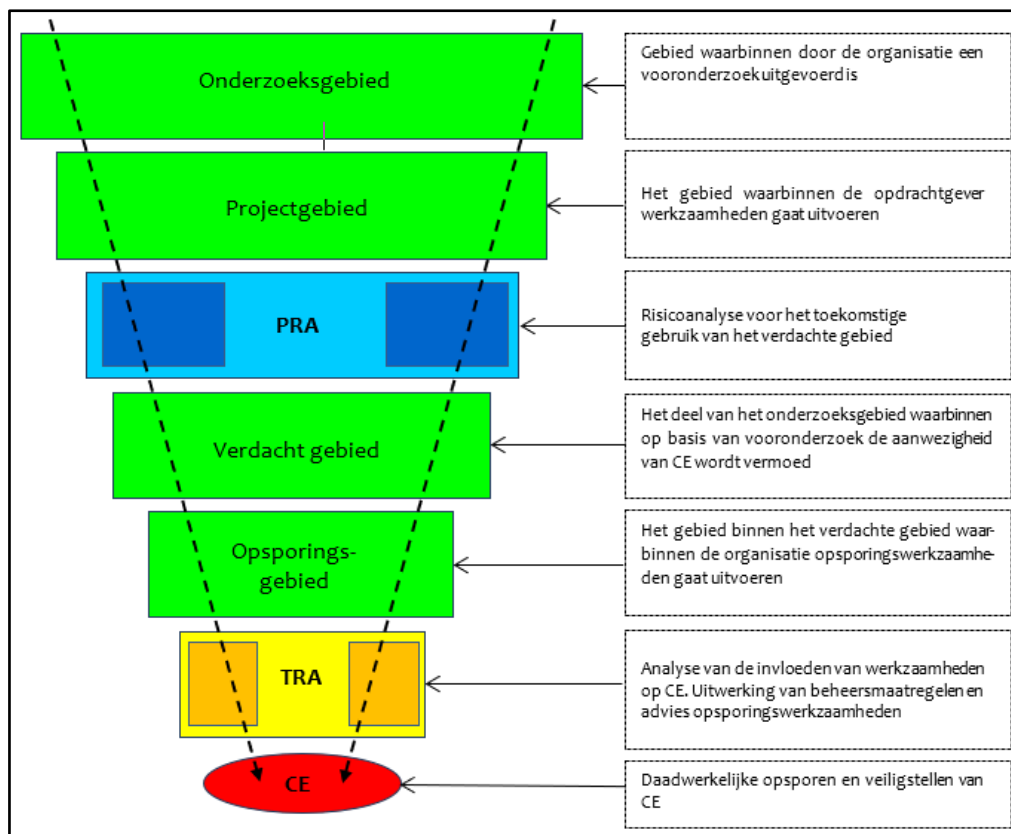 Onderzoeksgebied
Gebied waarbinnen door de organisatie een
vooronderzoek uitgevoerd is
Projectgebied
Het gebied waarbinnen de opdrachtgever
werkzaamheden gaat uitvoeren
PRA
Risicoanalyse voor het toekomstige
gebruik van het verdachte gebied
Verdacht gebied
Het deel van het onderzoeksgebied waarbinnen
op basis van vooronderzoek de aanwezigheid
van CE wordt vermoed
Opsporings-
gebied
Het gebied binnen het verdachte gebied waar-
binnen de organisatie opsporingswerkzaamhe-
den gaat uitvoeren
TRA
Analyse van de invloeden van werkzaamheden
op CE. Uitwerking van beheersmaatregelen en
advies opsporingswerkzaamheden
CE
Daadwerkelijke opsporen en veiligstellen van
CE